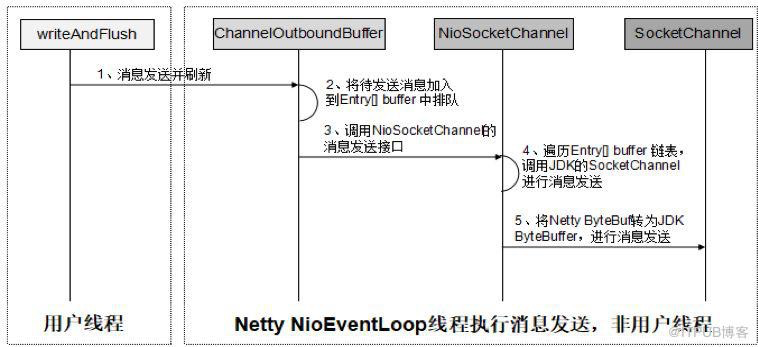 writeAndFlush
ChannelOutboundBuffer
NioSocketChannel
SocketChannel
1、消息发送并刷新
2、将待发送消息加入
到Entry[] buffer 中排队
3、调用NioSocketChannel的
消息发送接口
4、遍历Entry[] buffer 链表，
调用JDK的SocketChannel
进行消息发送
5、将Netty ByteBuf转为JDK
ByteBuffer，进行消息发送
用户线程
Netty NioEventLoop线程执行消息发送，非用户线程
@ITPUB博客